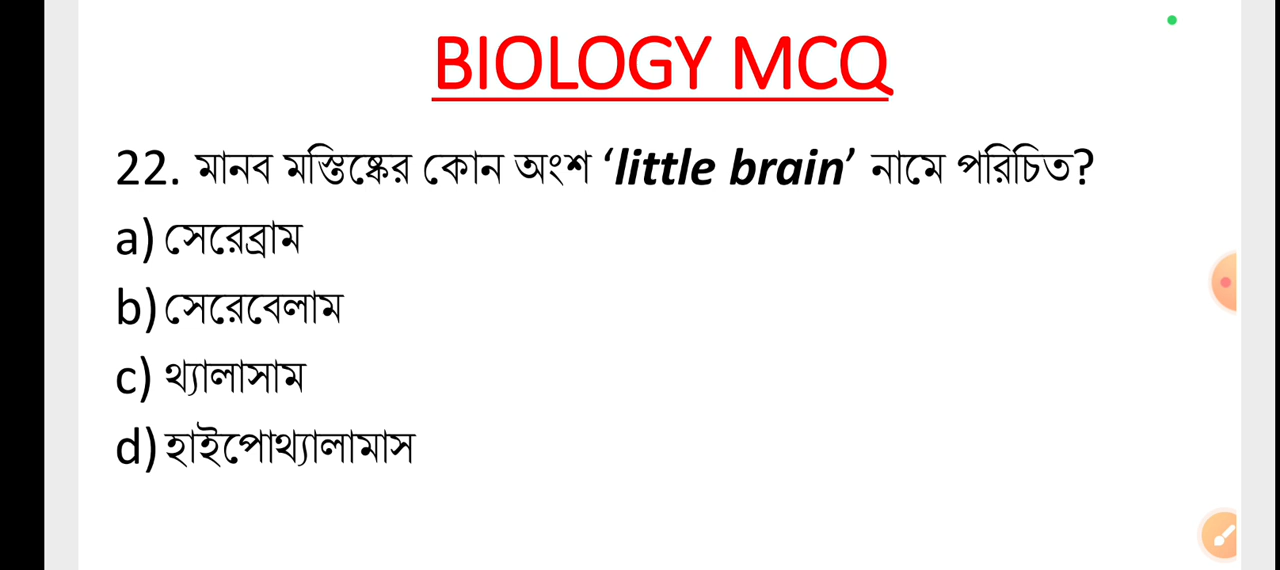 BIOLOGY MCQ
22. মানব মস্তিষ্কের কোন অংশ ‘little brain’ নামে পরিচিত?
a) সেরেব্রাম
b) সেরেবেলাম
c) থ্যালাসাম
d) হাইপোথ্যালামাস